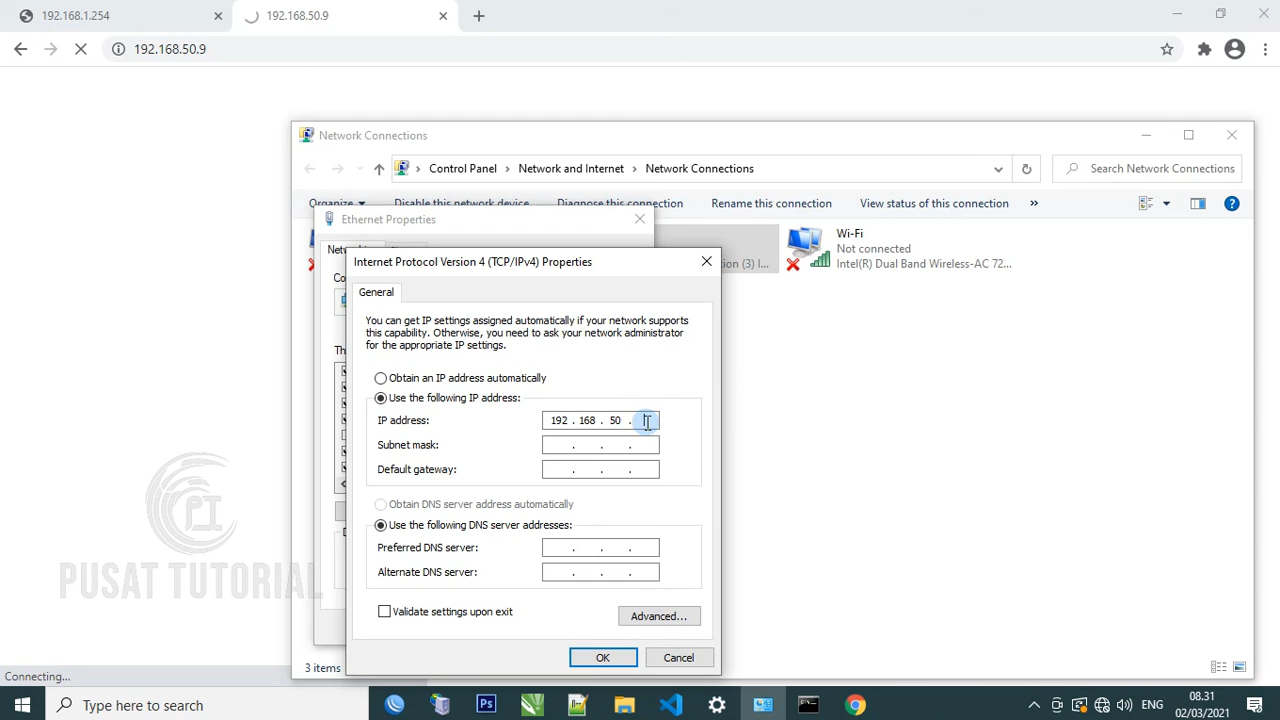 192.168.1.254
192.168.50.9
192.168.50.9
Network Connections
Control Panel > Network and Internet > Network Connections
Search Network Connections
Organize
Disable this network device
Diagnose this connection
Rename this connection
View status of this connection
»
Ethernet Properties
Wi-Fi
Not connected
Intel(R) Dual Band Wireless-AC 72...
Internet Protocol Version 4 (TCP/IPv4) Properties
General
You can get IP settings assigned automatically if your network supports
this capability. Otherwise, you need to ask your network administrator
for the appropriate IP settings.
Obtain an IP address automatically
Use the following IP address:
IP address:
192 . 168 . 50 .
Subnet mask:
. . .
Default gateway:
. . .
Obtain DNS server address automatically
Use the following DNS server addresses:
Preferred DNS server:
. . .
Alternate DNS server:
. . .
Validate settings upon exit
Advanced...
OK
Cancel
PI
PUSAT TUTORIAL
3 items
Connecting...
Type here to search
Ps
ENG
08.31
02/03/2021